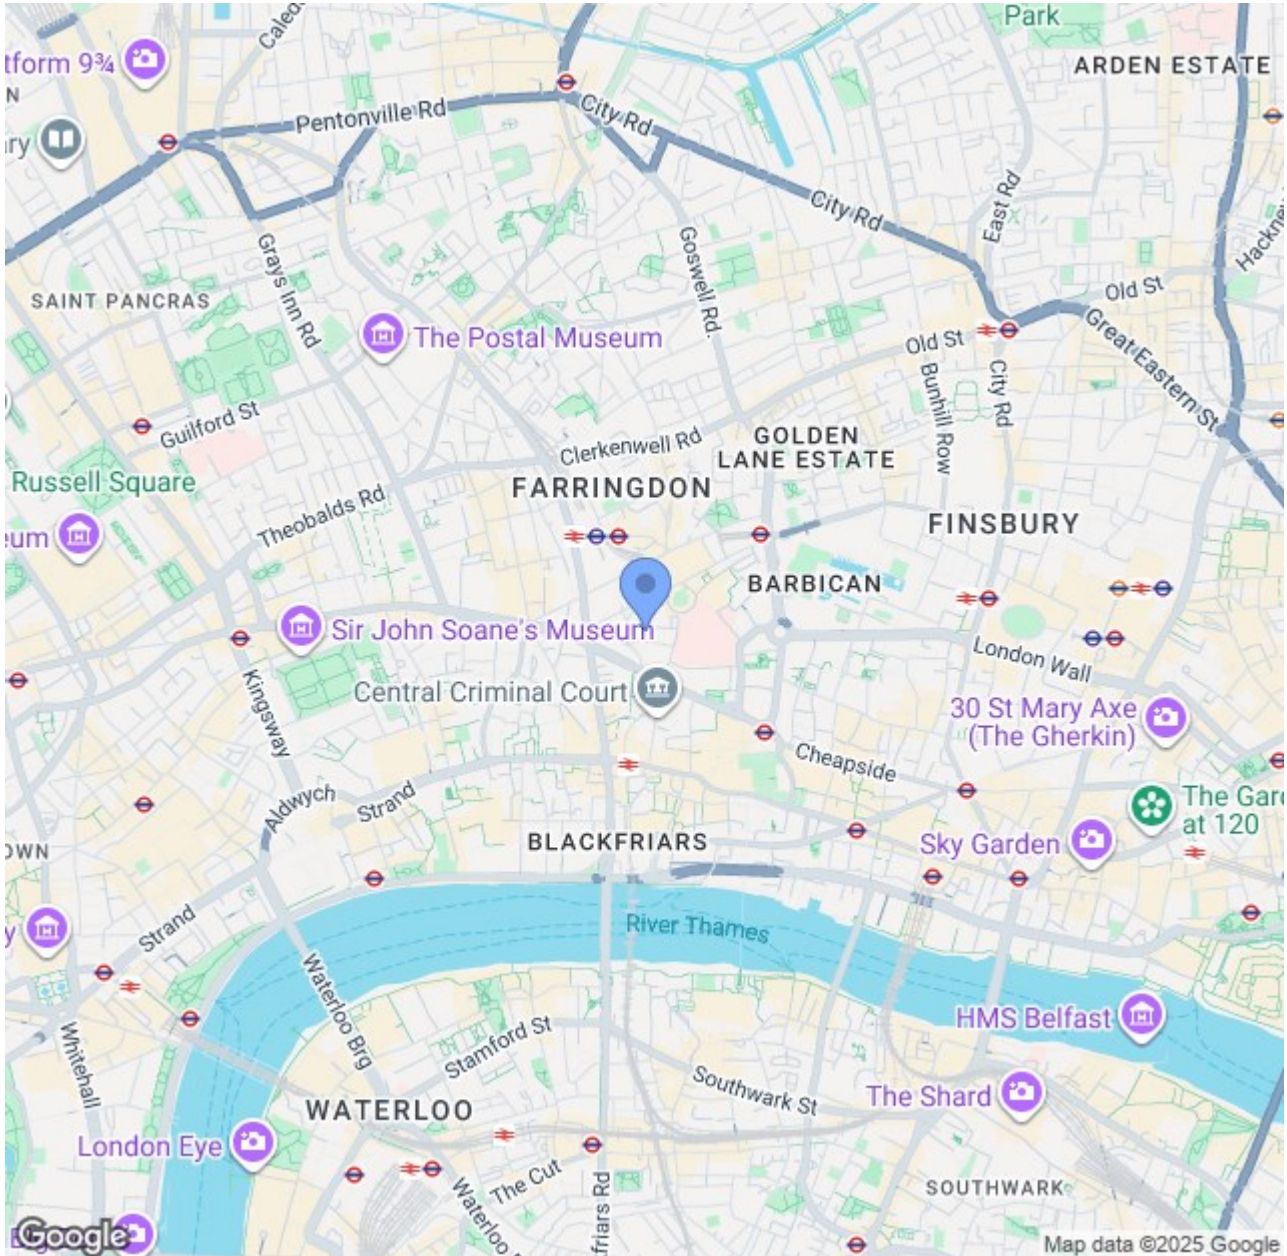 Park
Caled
tform 9¾
ARDEN ESTATE
N
Pentonville Rd
City Rd
ry
City Rd
East Rd
Hackn
Goswell Rd
Grays Inn Rd
SAINT PANCRAS
Old St
The Postal Museum
Great Eastern St
Old St
Bunhill Row
City Rd
Guilford St
Clerkenwell Rd
GOLDEN
LANE ESTATE
Russell Square
Theobalds Rd
FARRINGDON
FINSBURY
eum
BARBICAN
Sir John Soane's Museum
London Wall
Kingsway
Central Criminal Court
30 St Mary Axe
(The Gherkin)
Cheapside
Aldwych
Strand
The Gard
at 120
BLACKFRIARS
Sky Garden
OWN
Strand
River Thames
y
Waterloo Brg
HMS Belfast
Whitehall
Stamford St
Southwark St
The Shard
WATERLOO
London Eye
The Cut
SOUTHWARK
Waterloo
friars Rd
Google
Map data ©2025 Google